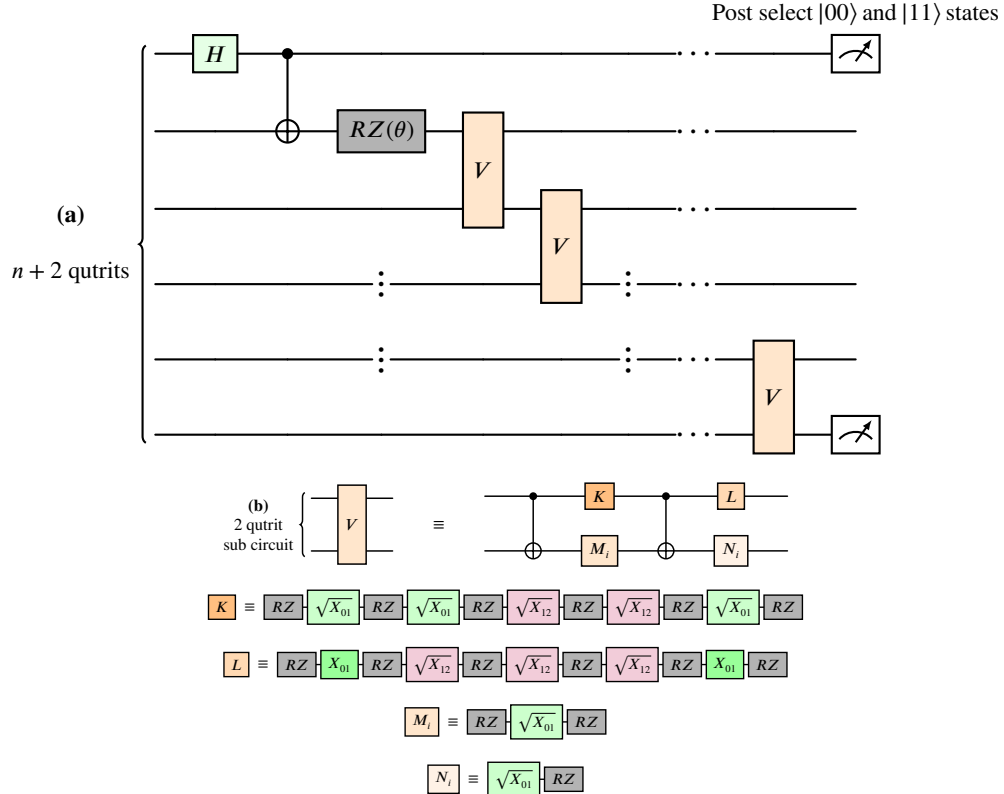 Post select |00⟩ and |11⟩ states
H
RZ(θ)
V
(a)
V
n + 2 qutrits
V
(b)
2 qutrit
sub circuit
V ≡ K L
M_i N_i
K ≡ RZ √X₀₁ RZ √X₀₁ RZ √X₁₂ RZ √X₁₂ RZ √X₀₁ RZ
L ≡ RZ X₀₁ RZ √X₁₂ RZ √X₁₂ RZ √X₁₂ RZ X₀₁ RZ
M_i ≡ RZ √X₀₁ RZ
N_i ≡ √X₀₁ RZ